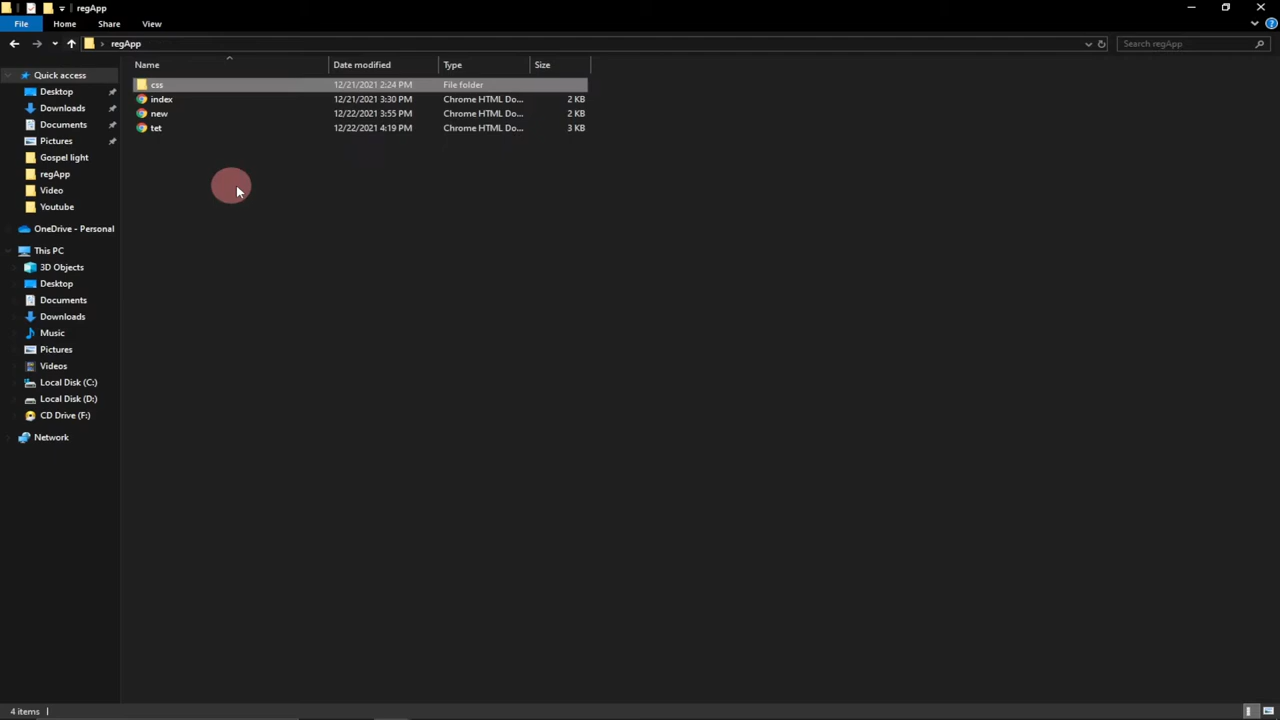 regApp
File Home Share View
regApp Search regApp
Name Date modified Type Size
css 12/21/2021 2:24 PM File folder
index 12/21/2021 3:30 PM Chrome HTML Do... 2 KB
new 12/22/2021 3:55 PM Chrome HTML Do... 2 KB
tet 12/22/2021 4:19 PM Chrome HTML Do... 3 KB
Quick access
Desktop
Downloads
Documents
Pictures
Gospel light
regApp
Video
Youtube
OneDrive - Personal
This PC
3D Objects
Desktop
Documents
Downloads
Music
Pictures
Videos
Local Disk (C:)
Local Disk (D:)
CD Drive (F:)
Network
4 items